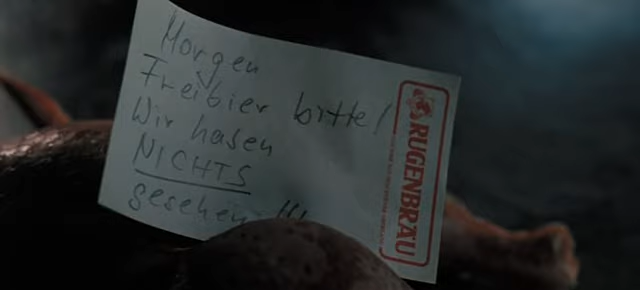 Morgen
Freibier bitte!
Wir haben
NICHTS
gesehen !!!
RUGENBRÄU